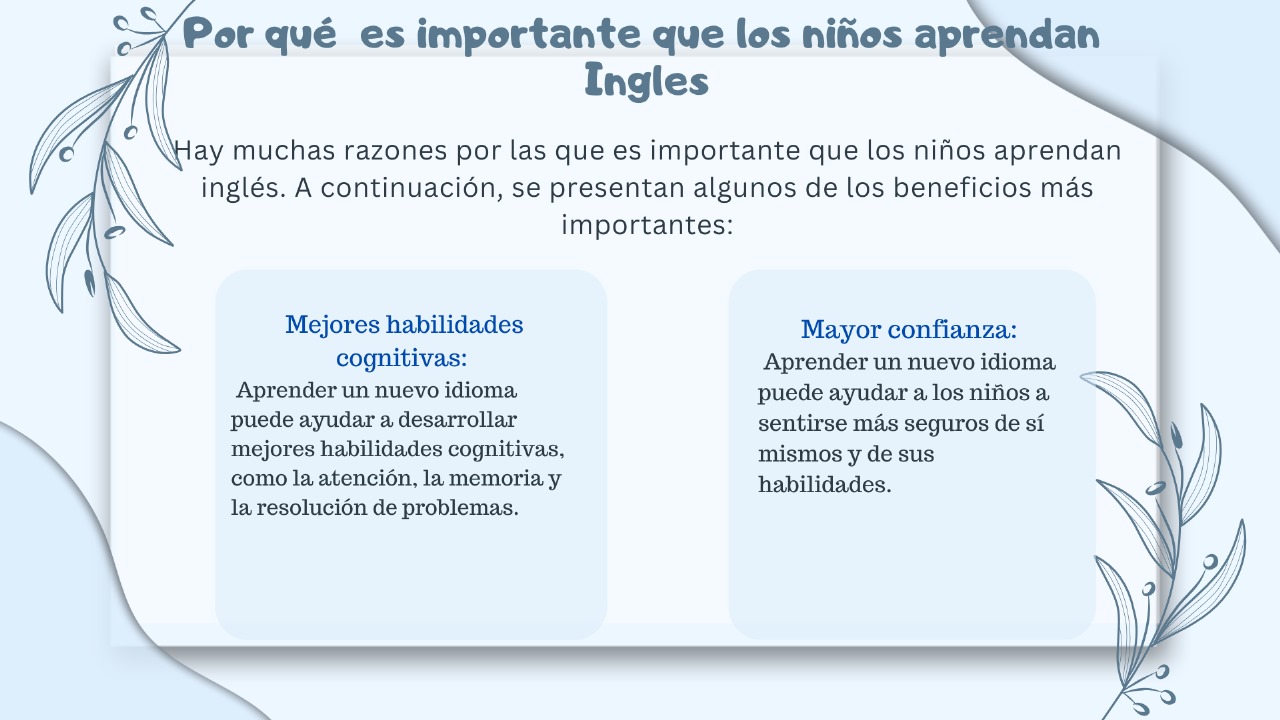 Por qué es importante que los niños aprendan
Ingles
Hay muchas razones por las que es importante que los niños aprendan
inglés. A continuación, se presentan algunos de los beneficios más
importantes:
Mejores habilidades
cognitivas:
Aprender un nuevo idioma
puede ayudar a desarrollar
mejores habilidades cognitivas,
como la atención, la memoria y
la resolución de problemas.
Mayor confianza:
Aprender un nuevo idioma
puede ayudar a los niños a
sentirse más seguros de sí
mismos y de sus
habilidades.